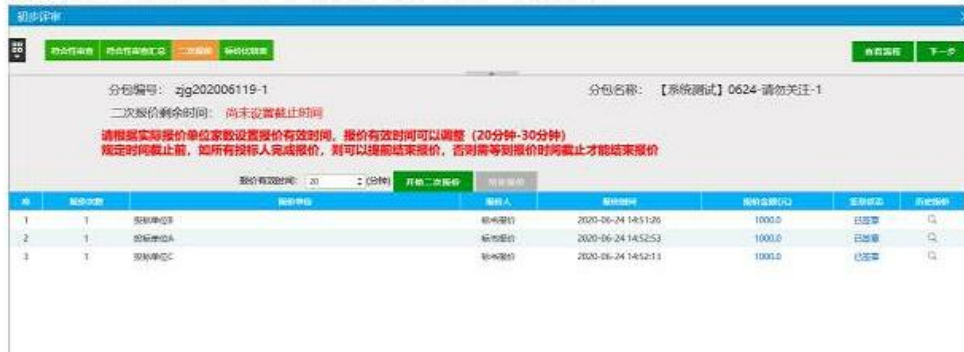 初步评审
符合性审查 符合性审查汇总 二次报价 标价优惠 查看流程 下一步
分包编号： zjg202006119-1 分包名称： 【系统测试】0624-请勿关注-1
二次报价剩余时间： 尚未设置截止时间
请根据实际报价单位家数设置报价有效时间，报价有效时间可以调整（20分钟-30分钟）
规定时间截止前，如所有投标人完成报价，则可以提前结束报价，否则需等到报价时间截止才能结束报价
报价有效时间： 20 (分钟) 开始二次报价 结束报价
序 报价次数 报价单位 报价人 报价时间 报价金额(元) 签章状态 历史报价
1 1 投标单位B 标书报价 2020-06-24 14:51:26 1000.0 已签章
2 1 投标单位A 标书报价 2020-06-24 14:52:53 1000.0 已签章
3 1 投标单位C 标书报价 2020-06-24 14:52:13 1000.0 已签章